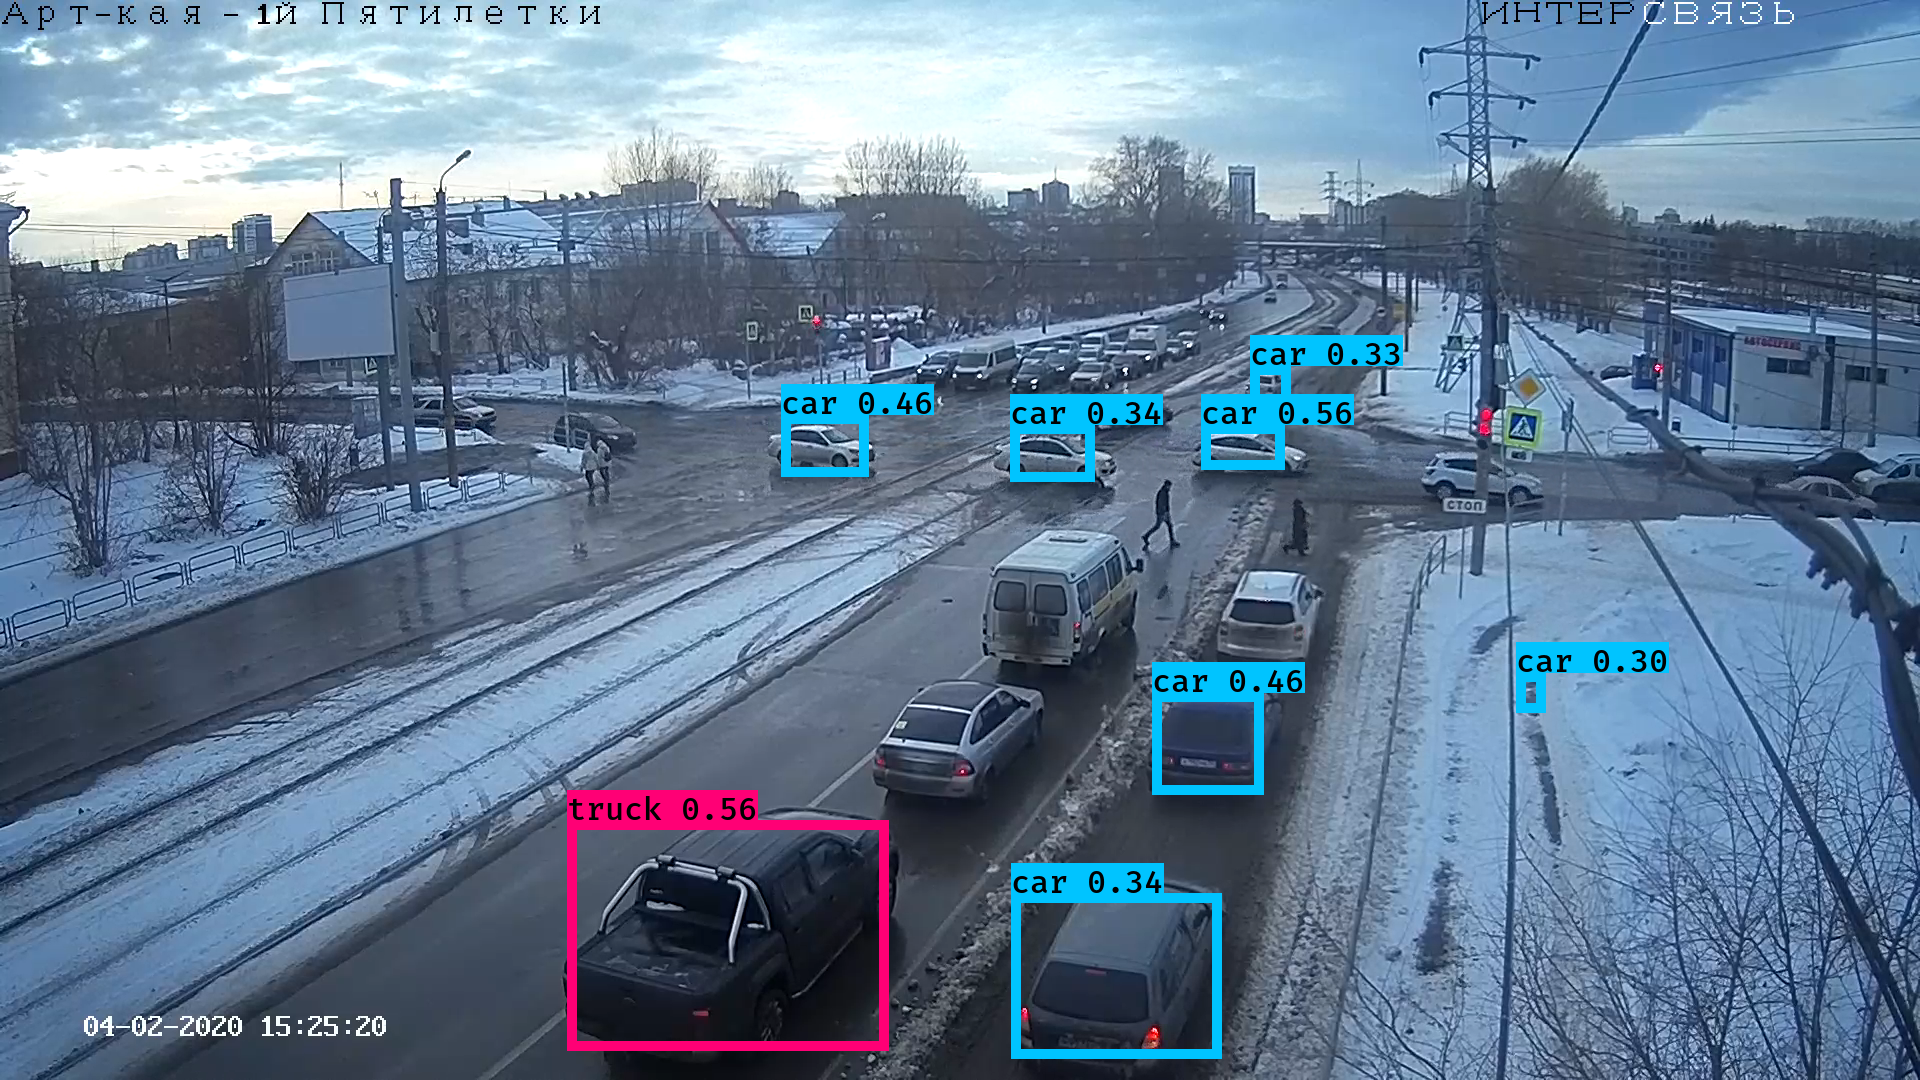 Арт-кая - 1й Пятилетки
ИНТЕРСВЯЗЬ
АВТОСЕРВИС
car 0.33
car 0.46
car 0.34
car 0.56
стоп
car 0.30
car 0.46
truck 0.56
car 0.34
04-02-2020 15:25:20